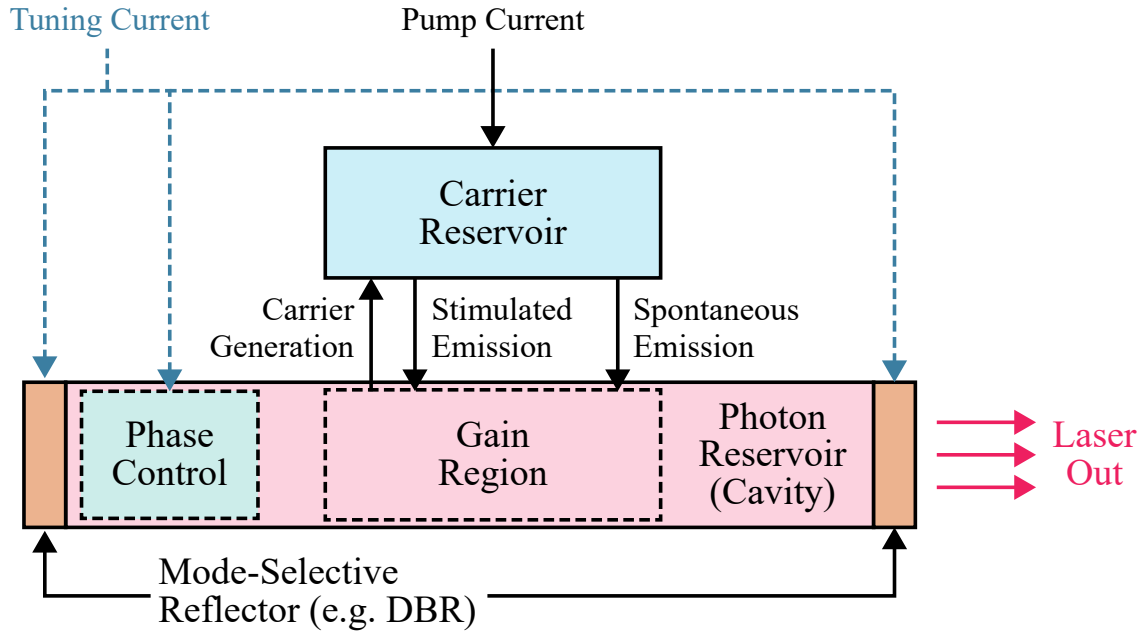 Tuning Current
Pump Current
Carrier
Reservoir
Carrier
Generation
Stimulated
Emission
Spontaneous
Emission
Phase
Control
Gain
Region
Photon
Reservoir
(Cavity)
Laser
Out
Mode-Selective
Reflector (e.g. DBR)